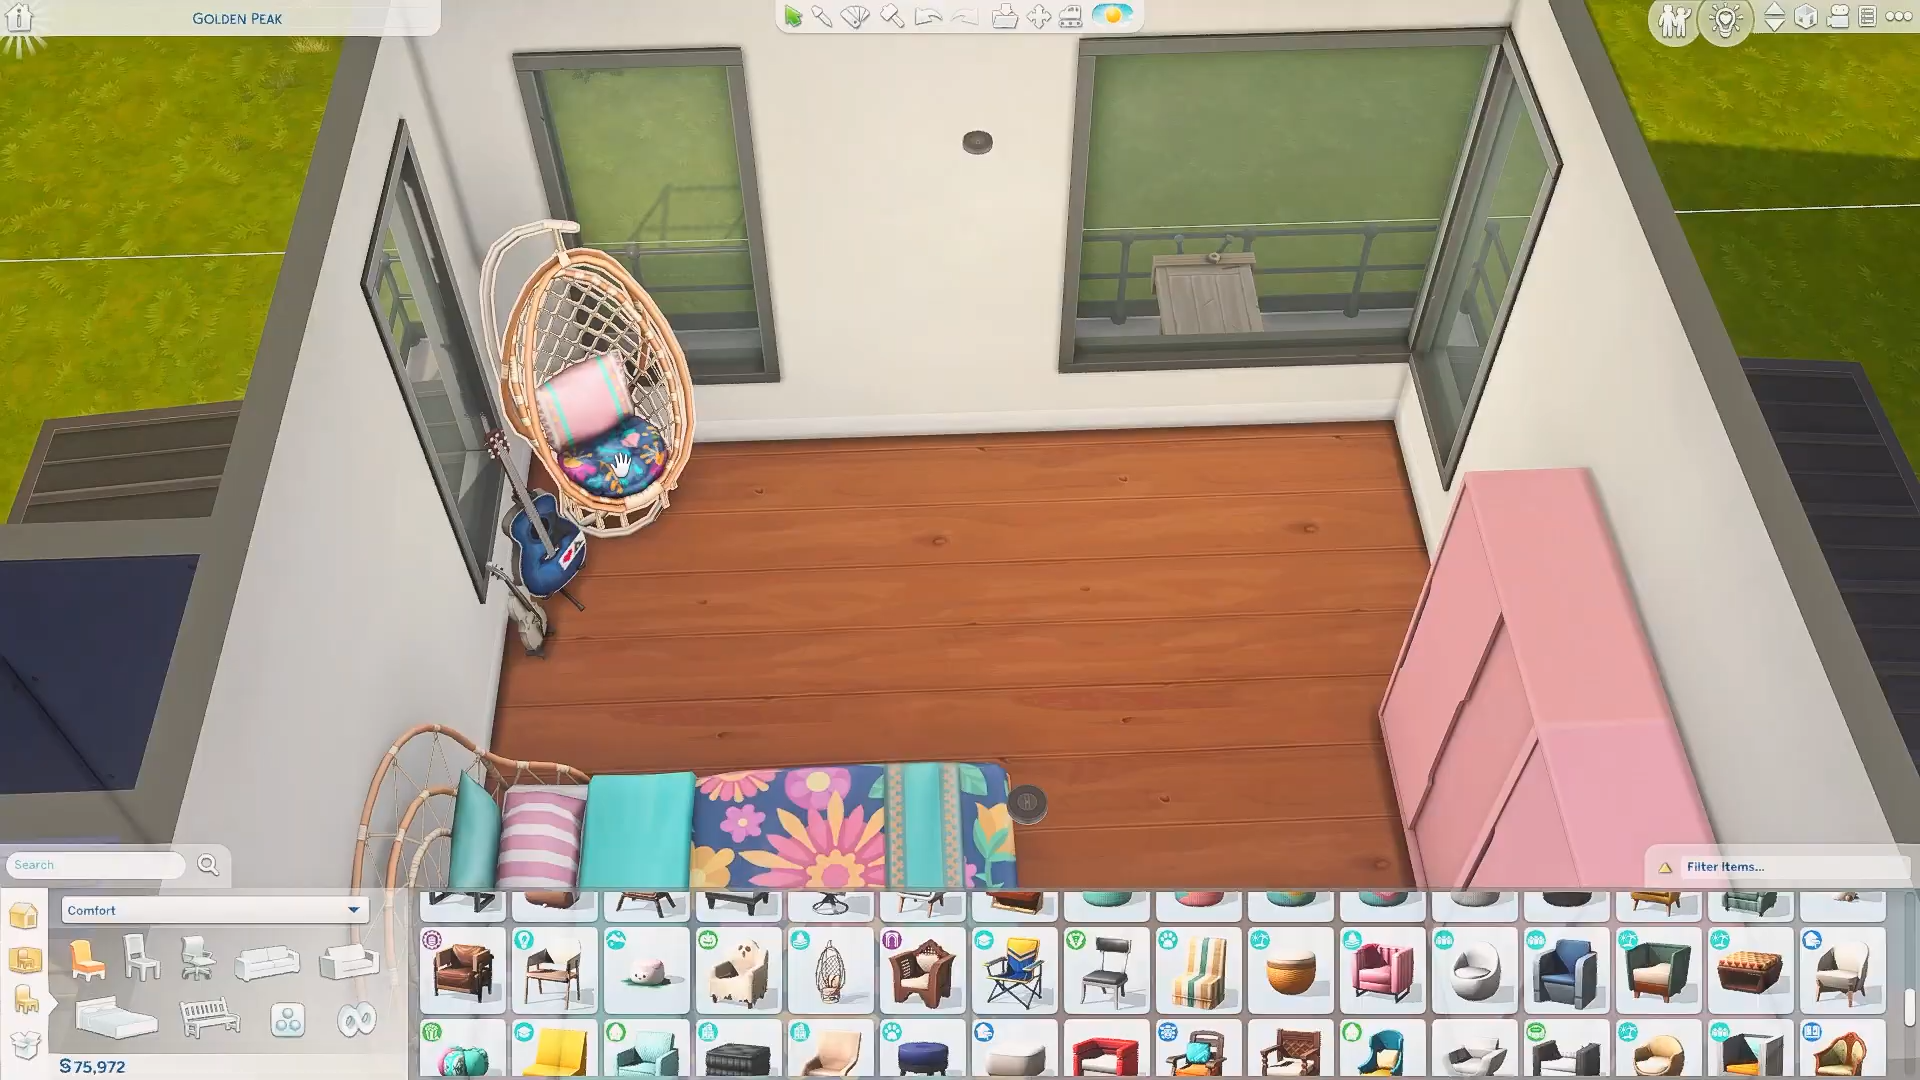 GOLDEN PEAK
Search
Filter Items...
Comfort
§75,972